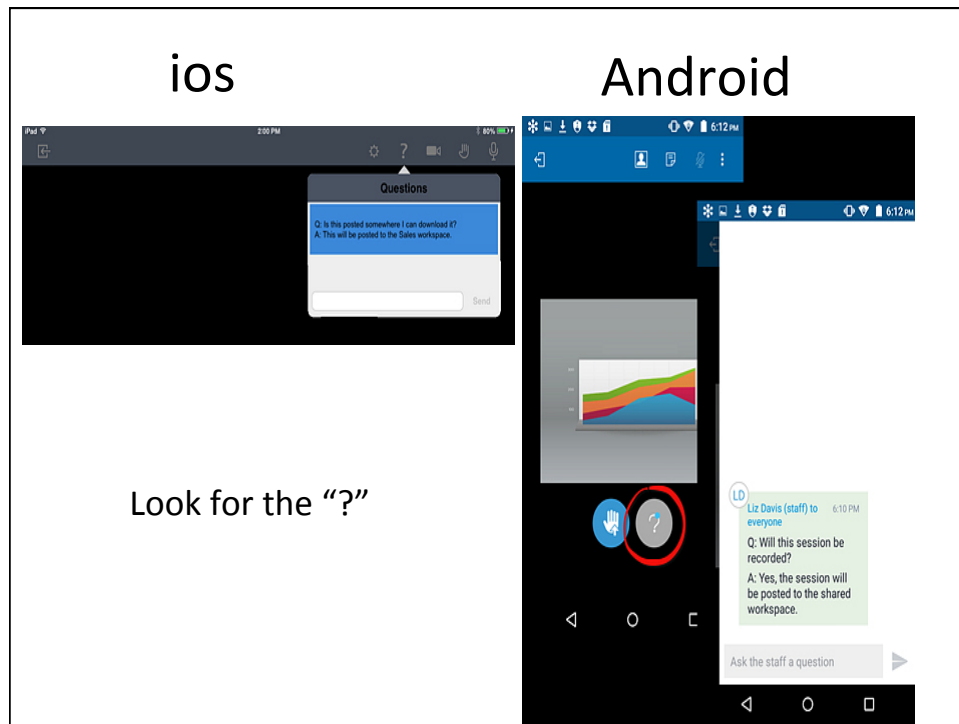 ios
Android
iPad
2:00 PM
80%
?
Questions
Q: Is this posted somewhere I can download it?
A: This will be posted to the Sales workspace.
Send
Look for the “?”
6:12 PM
?
6:12 PM
LD
Liz Davis (staff) to
everyone
6:10 PM
Q: Will this session be
recorded?
A: Yes, the session will
be posted to the shared
workspace.
Ask the staff a question